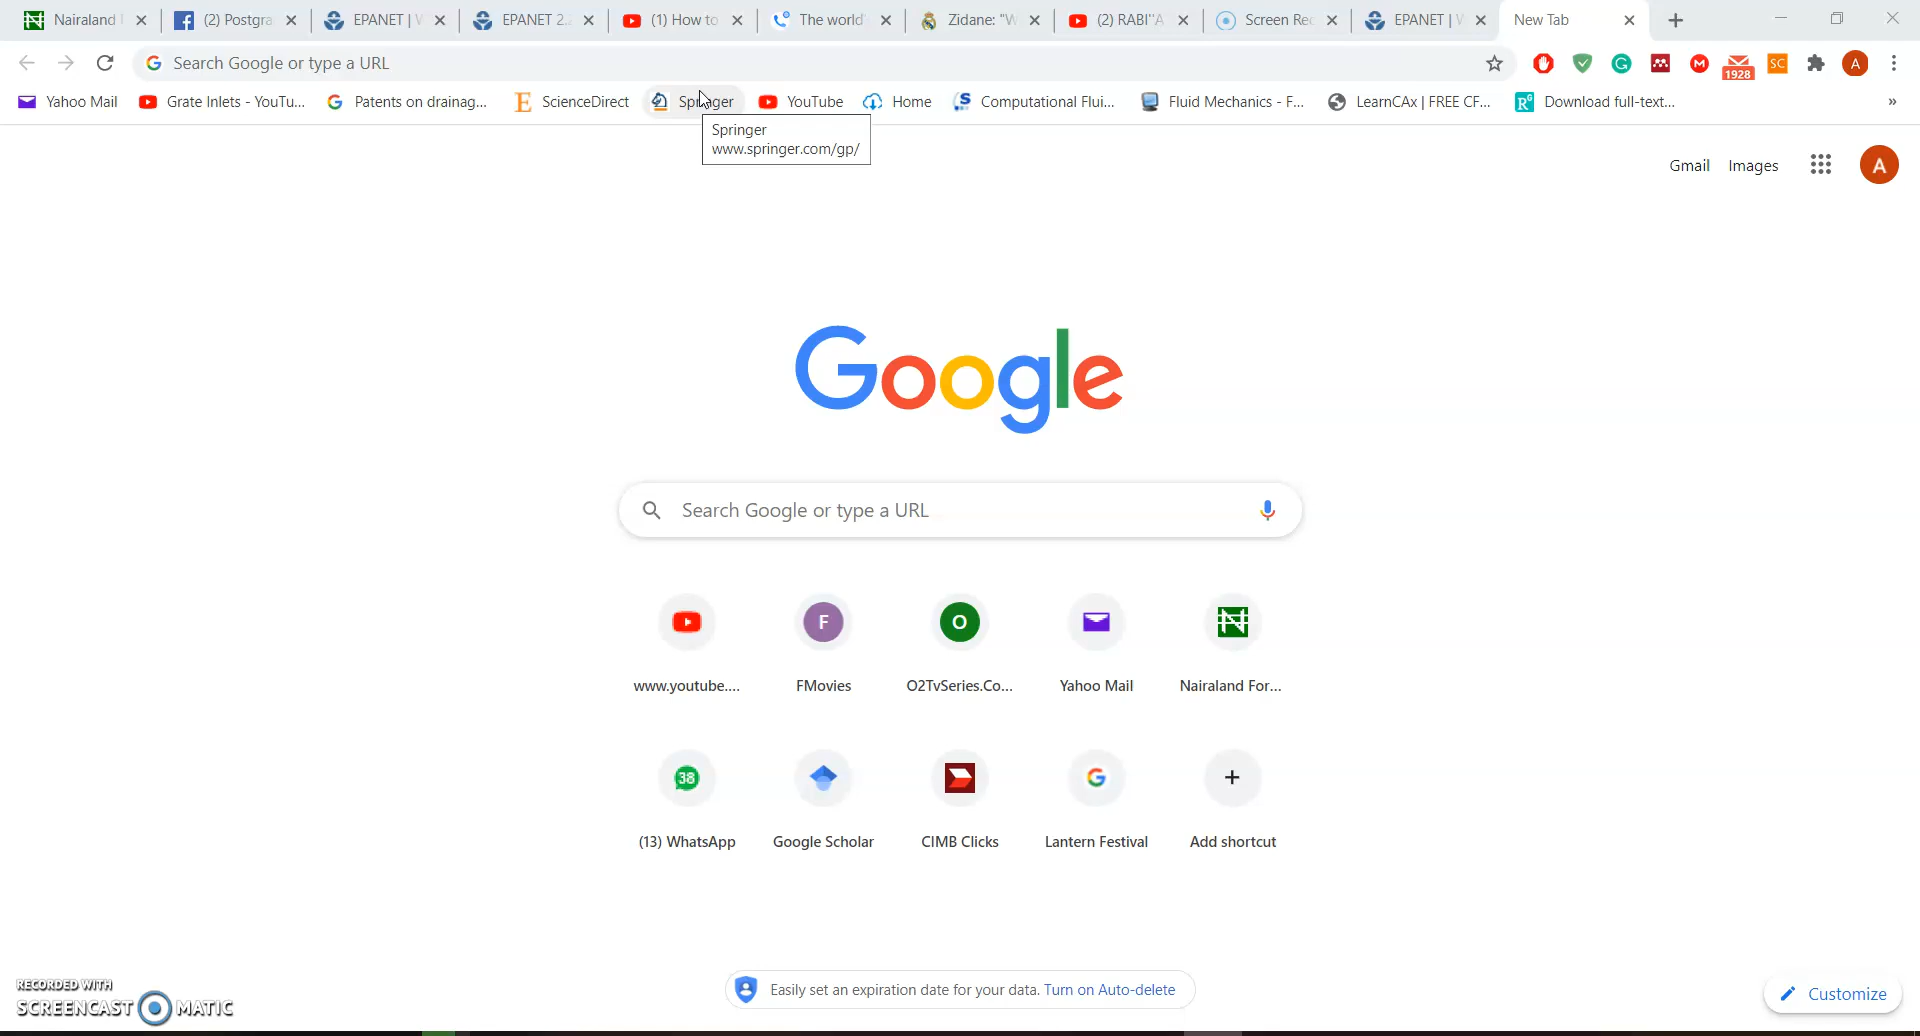 Nairaland
(2) Postgra
EPANET | W
EPANET 2.
(1) How to
The world'
Zidane: "W
(2) RABI''A
Screen Rec
EPANET | W
New Tab
Search Google or type a URL
1928
SC
A
Yahoo Mail
Grate Inlets - YouTu...
Patents on drainag...
ScienceDirect
Springer
YouTube
Home
Computational Flui...
Fluid Mechanics - F...
LearnCAx | FREE CF...
Download full-text...
Springer
www.springer.com/gp/
Gmail
Images
A
Google
Search Google or type a URL
F
O
www.youtube....
FMovies
O2TvSeries.Co...
Yahoo Mail
Nairaland For...
38
(13) WhatsApp
Google Scholar
CIMB Clicks
Lantern Festival
Add shortcut
Easily set an expiration date for your data. Turn on Auto-delete
Customize
RECORDED WITH
SCREENCAST MATIC